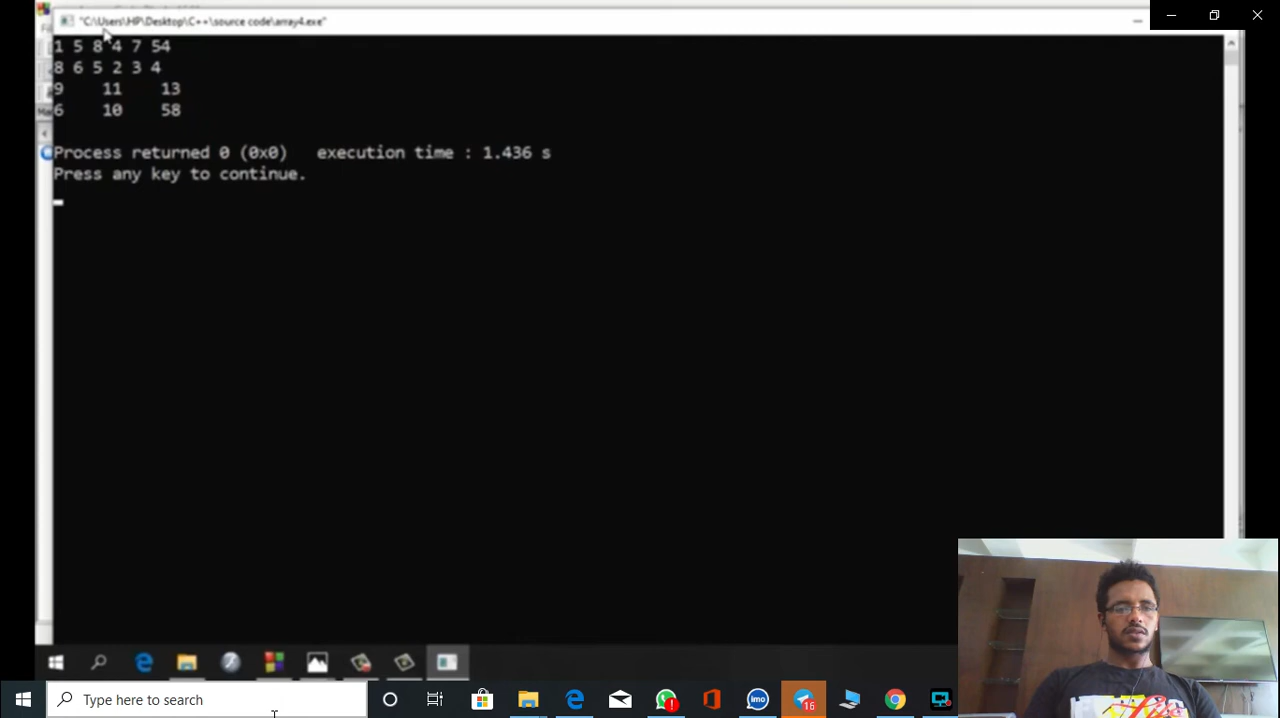 "C:\Users\HP\Desktop\C++\source code\array4.exe"
1 5 8 4 7 54
8 6 5 2 3 4
9 11 13
6 10 58
Process returned 0 (0x0) execution time : 1.436 s
Press any key to continue.
Type here to search
imo
16